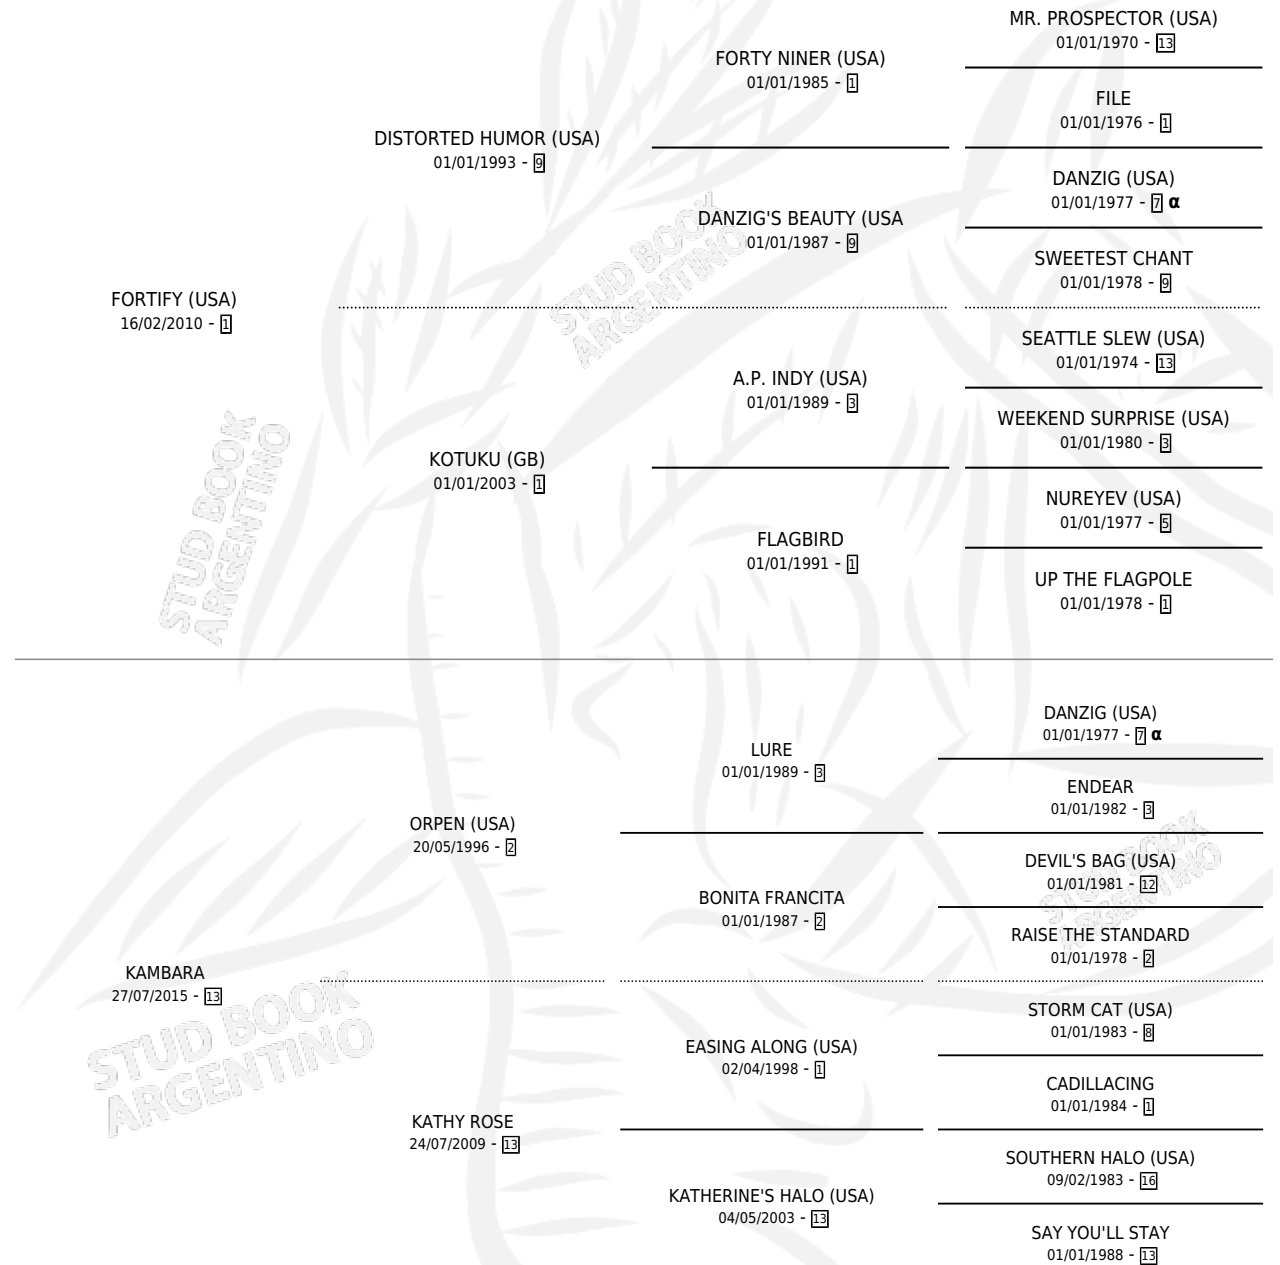 MR. PROSPECTOR (USA)
01/01/1970 - 13
FORTY NINER (USA)
01/01/1985 - 1
FILE
01/01/1976 - 1
DISTORTED HUMOR (USA)
01/01/1993 - 9
DANZIG (USA)
01/01/1977 - 7 α
DANZIG'S BEAUTY (USA
01/01/1987 - 9
SWEETEST CHANT
01/01/1978 - 9
FORTIFY (USA)
16/02/2010 - 1
SEATTLE SLEW (USA)
01/01/1974 - 13
A.P. INDY (USA)
01/01/1989 - 3
WEEKEND SURPRISE (USA)
01/01/1980 - 3
KOTUKU (GB)
01/01/2003 - 1
NUREYEV (USA)
01/01/1977 - 5
FLAGBIRD
01/01/1991 - 1
UP THE FLAGPOLE
01/01/1978 - 1
DANZIG (USA)
01/01/1977 - 7 α
LURE
01/01/1989 - 3
ENDEAR
01/01/1982 - 3
ORPEN (USA)
20/05/1996 - 2
DEVIL'S BAG (USA)
01/01/1981 - 12
BONITA FRANCITA
01/01/1987 - 2
RAISE THE STANDARD
01/01/1978 - 2
KAMBARA
27/07/2015 - 13
STORM CAT (USA)
01/01/1983 - 8
EASING ALONG (USA)
02/04/1998 - 1
CADILLACING
01/01/1984 - 1
KATHY ROSE
24/07/2009 - 13
SOUTHERN HALO (USA)
09/02/1983 - 16
KATHERINE'S HALO (USA)
04/05/2003 - 13
SAY YOU'LL STAY
01/01/1988 - 13
STUD BOOK
ARGENTINO
STUD BOOK
ARGENTINO
STUD BOOK
ARGENTINO
STUD BOOK
ARGENTINO